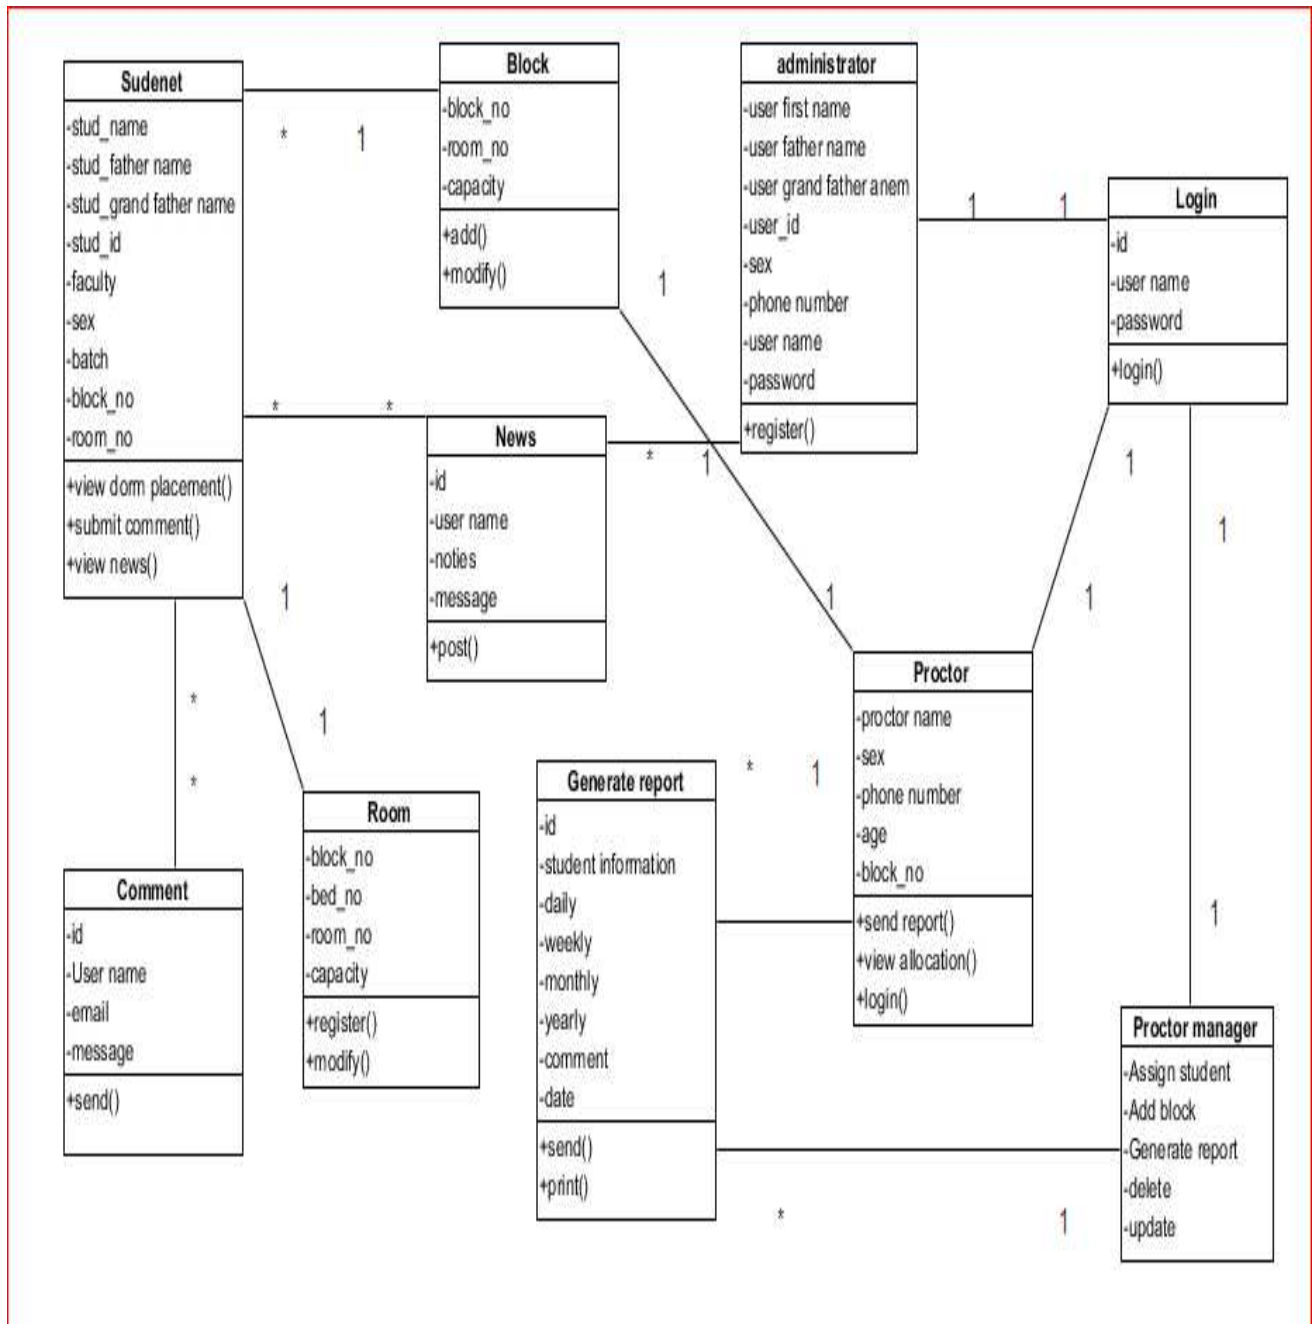 Sudenet
-stud_name
-stud_father name
-stud_grand father name
-stud_id
-faculty
-sex
-batch
-block_no
-room_no
+view dorm placement()
+submit comment()
+view news()
* 1
Block
-block_no
-room_no
-capacity
+add()
+modify()
administrator
-user first name
-user father name
-user grand father anem
-user_id
-sex
-phone number
-user name
-password
+register()
1 1
Login
-id
-user name
-password
+login()
1
* *
News
-id
-user name
-noties
-message
+post()
* 1
1
1
1
1
1
1
*
*
1
1
Comment
-id
-User name
-email
-message
+send()
Room
-block_no
-bed_no
-room_no
-capacity
+register()
+modify()
Generate report
-id
-student information
-daily
-weekly
-monthly
-yearly
-comment
-date
+send()
+print()
* 1
Proctor
-proctor name
-sex
-phone number
-age
-block_no
+send report()
+view allocation()
+login()
Proctor manager
-Assign student
-Add block
-Generate report
-delete
-update
* 1